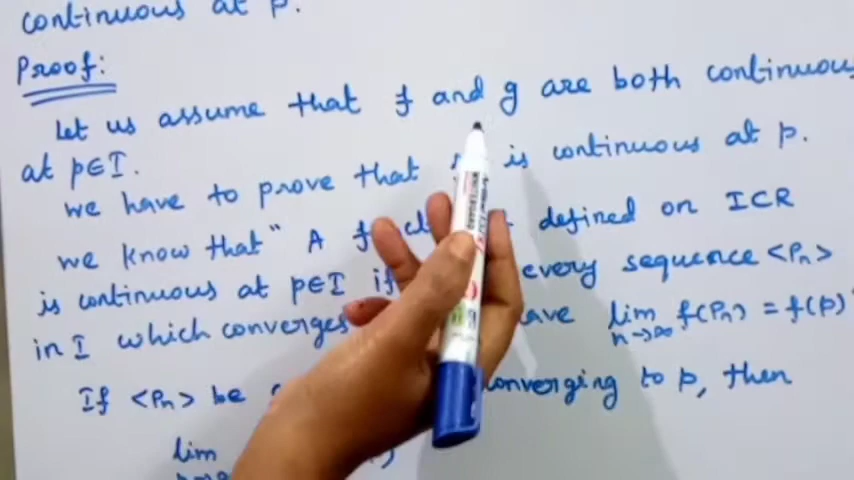 continuous at p.
Proof:
Let us assume that f and g are both continuous
at p∈I.
we have to prove that is continuous at p.
we know that " A defined on I⊂R
is continuous at p∈I every sequence <Pn>
in I which converges lim n→∞ f(Pn) = f(p)"
If <Pn> be converging to p, then
lim